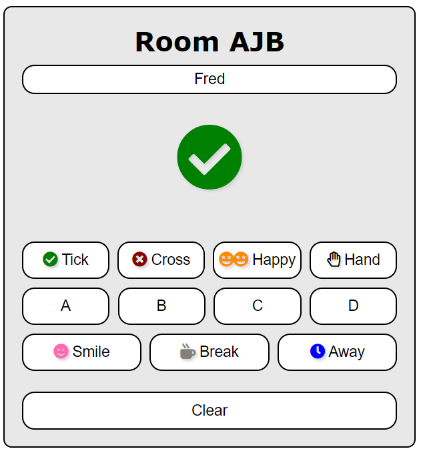 Room AJB
Fred
Tick Cross Happy Hand
A B C D
Smile Break Away
Clear